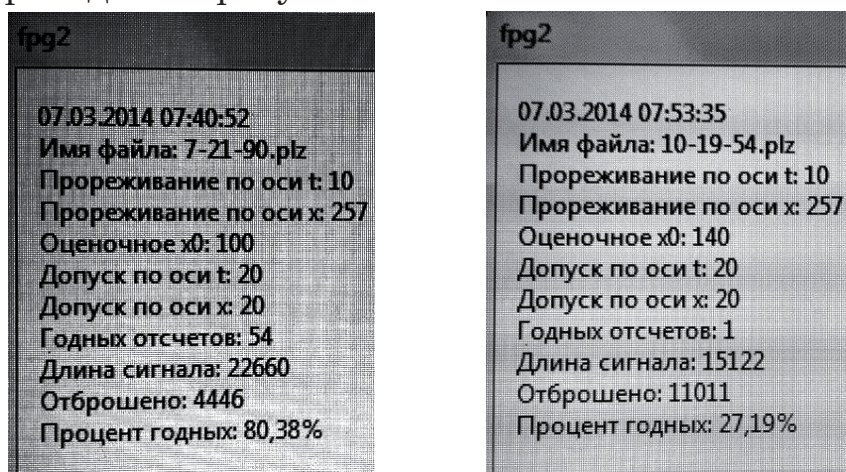 fpg2
07.03.2014 07:40:52
Имя файла: 7-21-90.plz
Прореживание по оси t: 10
Прореживание по оси x: 257
Оценочное x0: 100
Допуск по оси t: 20
Допуск по оси x: 20
Годных отсчетов: 54
Длина сигнала: 22660
Отброшено: 4446
Процент годных: 80,38%
fpg2
07.03.2014 07:53:35
Имя файла: 10-19-54.plz
Прореживание по оси t: 10
Прореживание по оси x: 257
Оценочное x0: 140
Допуск по оси t: 20
Допуск по оси x: 20
Годных отсчетов: 1
Длина сигнала: 15122
Отброшено: 11011
Процент годных: 27,19%